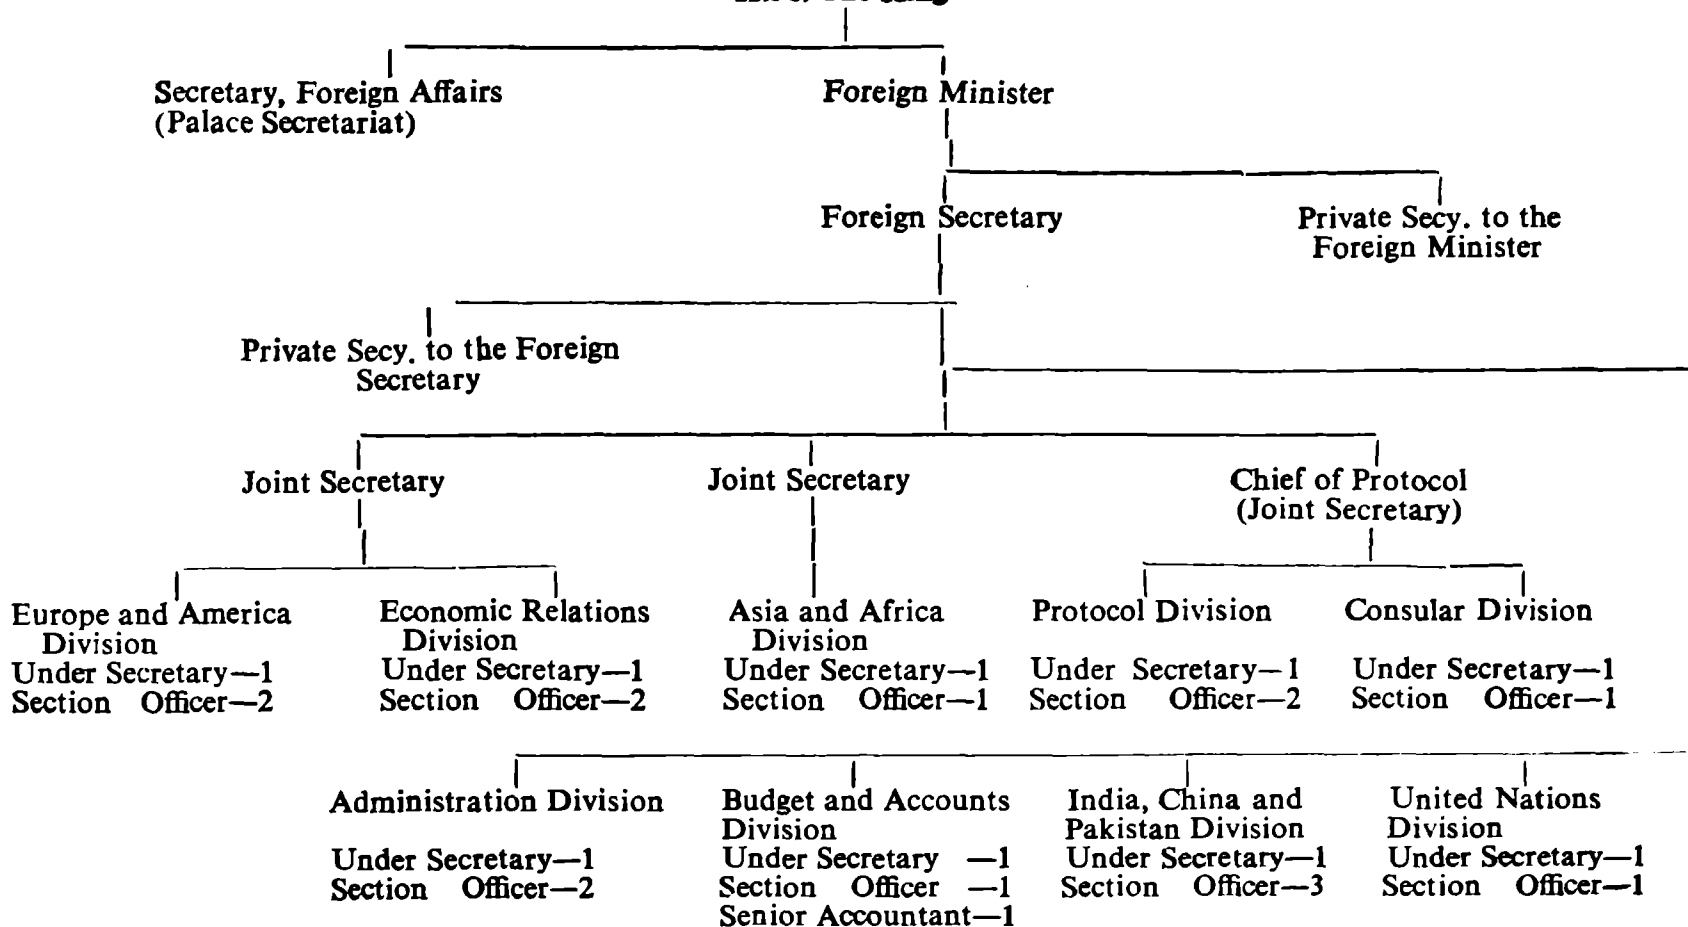 Secretary, Foreign Affairs
(Palace Secretariat)
Foreign Minister
Foreign Secretary
Private Secy. to the
Foreign Minister
Private Secy. to the Foreign
Secretary
Joint Secretary
Joint Secretary
Chief of Protocol
(Joint Secretary)
Europe and America
Division
Under Secretary—1
Section Officer—2
Economic Relations
Division
Under Secretary—1
Section Officer—2
Asia and Africa
Division
Under Secretary—1
Section Officer—1
Protocol Division
Under Secretary—1
Section Officer—2
Consular Division
Under Secretary—1
Section Officer—1
Administration Division
Under Secretary—1
Section Officer—2
Budget and Accounts
Division
Under Secretary —1
Section Officer —1
Senior Accountant—1
India, China and
Pakistan Division
Under Secretary—1
Section Officer—3
United Nations
Division
Under Secretary—1
Section Officer—1